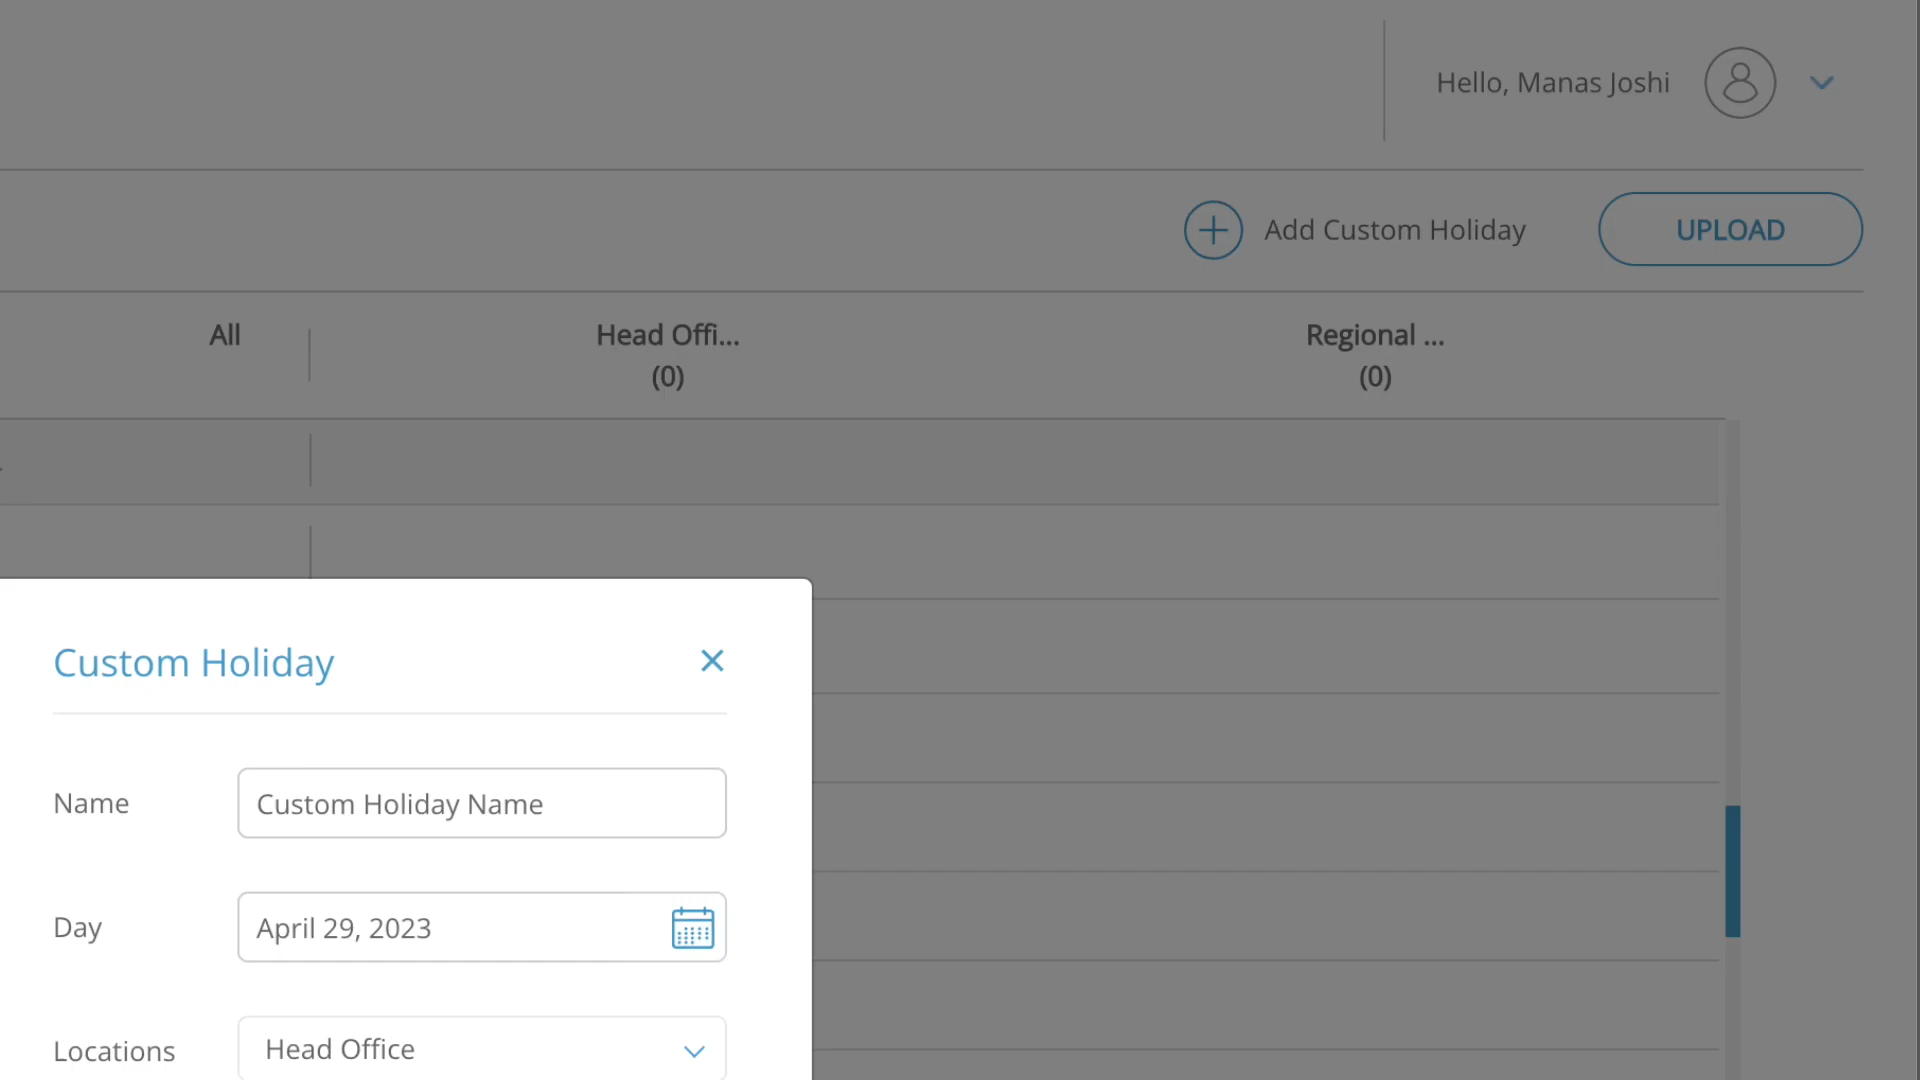 Hello, Manas Joshi
Add Custom Holiday
UPLOAD
All
Head Offi...
(0)
Regional ...
(0)
Custom Holiday
Name
Custom Holiday Name
Day
April 29, 2023
Locations
Head Office